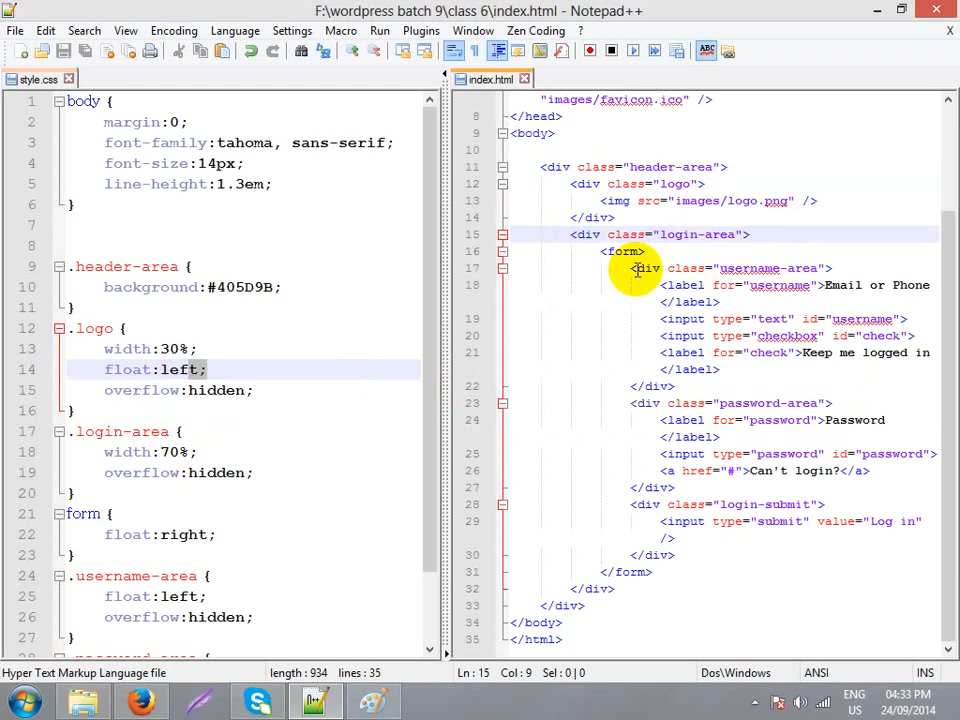 F:\wordpress batch 9\class 6\index.html - Notepad++
File Edit Search View Encoding Language Settings Macro Run Plugins Window Zen Coding ? X
style.css
index.html
1 body {
2 margin:0;
3 font-family:tahoma, sans-serif;
4 font-size:14px;
5 line-height:1.3em;
6 }
7
8
9 .header-area {
10 background:#405D9B;
11 }
12 .logo {
13 width:30%;
14 float:left;
15 overflow:hidden;
16 }
17 .login-area {
18 width:70%;
19 overflow:hidden;
20 }
21 form {
22 float:right;
23 }
24 .username-area {
25 float:left;
26 overflow:hidden;
27 }
"images/favicon.ico" />
8 </head>
9 <body>
10
11 <div class="header-area">
12 <div class="logo">
13 <img src="images/logo.png" />
14 </div>
15 <div class="login-area">
16 <form>
17 <div class="username-area">
18 <label for="username">Email or Phone
</label>
19 <input type="text" id="username">
20 <input type="checkbox" id="check">
21 <label for="check">Keep me logged in
</label>
22 </div>
23 <div class="password-area">
24 <label for="password">Password
</label>
25 <input type="password" id="password">
26 <a href="#">Can't login?</a>
27 </div>
28 <div class="login-submit">
29 <input type="submit" value="Log in"
/>
30 </div>
31 </form>
32 </div>
33 </div>
34 </body>
35 </html>
Hyper Text Markup Language file length : 934 lines : 35 Ln : 15 Col : 9 Sel : 0 | 0 Dos\Windows ANSI INS
ENG
US
04:33 PM
24/09/2014